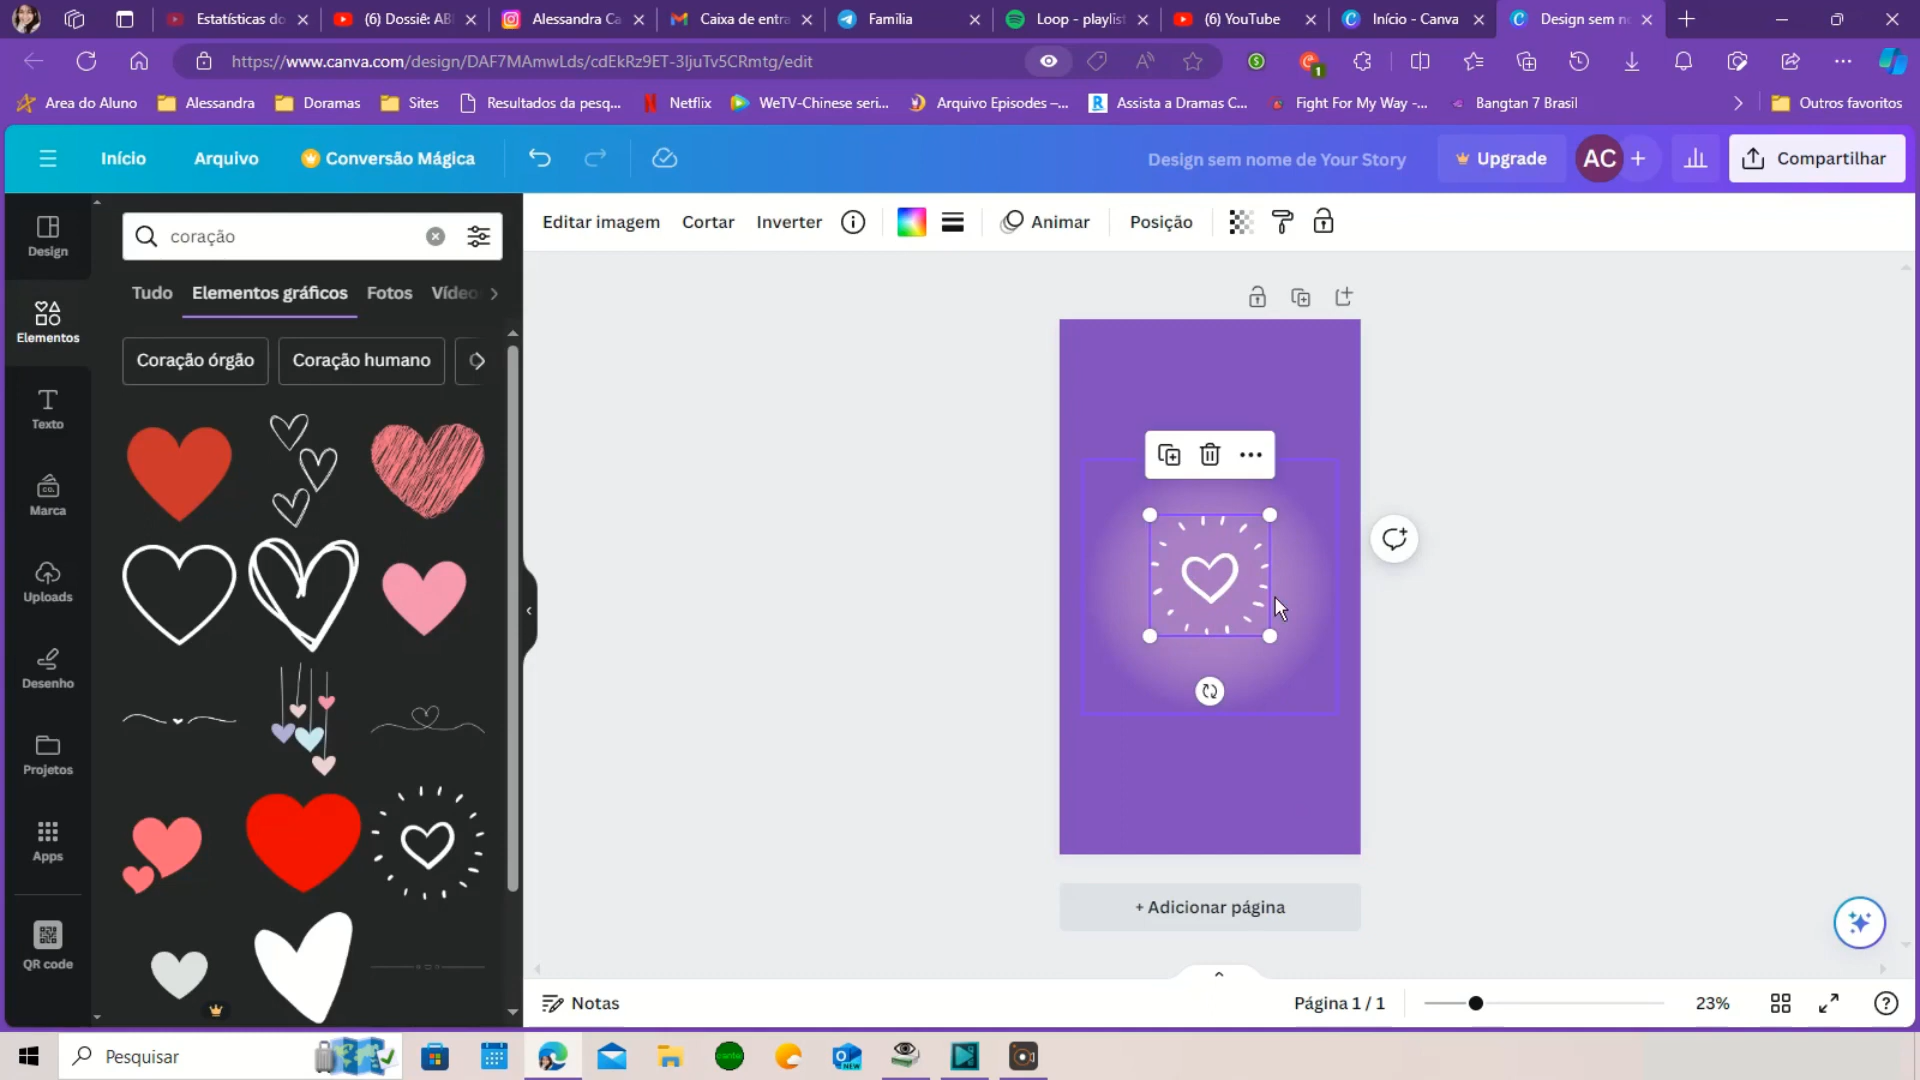 Estatísticas do
(6) Dossiê: AB
Alessandra Ca
Caixa de entra
Familia
Loop - playlist
(6) YouTube
Início - Canva
Design sem n
https://www.canva.com/design/DAF7MAmwLds/cdEkRz9ET-3IjuTv5CRmtg/edit
1
Area do Aluno
Alessandra
Doramas
Sites
Resultados da pesq...
Netflix
WeTV-Chinese seri...
Arquivo Episodes –...
Assista a Dramas C...
Fight For My Way -...
Bangtan 7 Brasil
Outros favoritos
Início
Arquivo
Conversão Mágica
Design sem nome de Your Story
Upgrade
AC
Compartilhar
Design
Elementos
Texto
CO.
Marca
Uploads
Desenho
Projetos
Apps
QR code
coração
Tudo
Elementos gráficos
Fotos
Vídeo
Coração órgão
Coração humano
Editar imagem
Cortar
Inverter
Animar
Posição
+ Adicionar página
Notas
Página 1 / 1
23%
Pesquisar
NEW